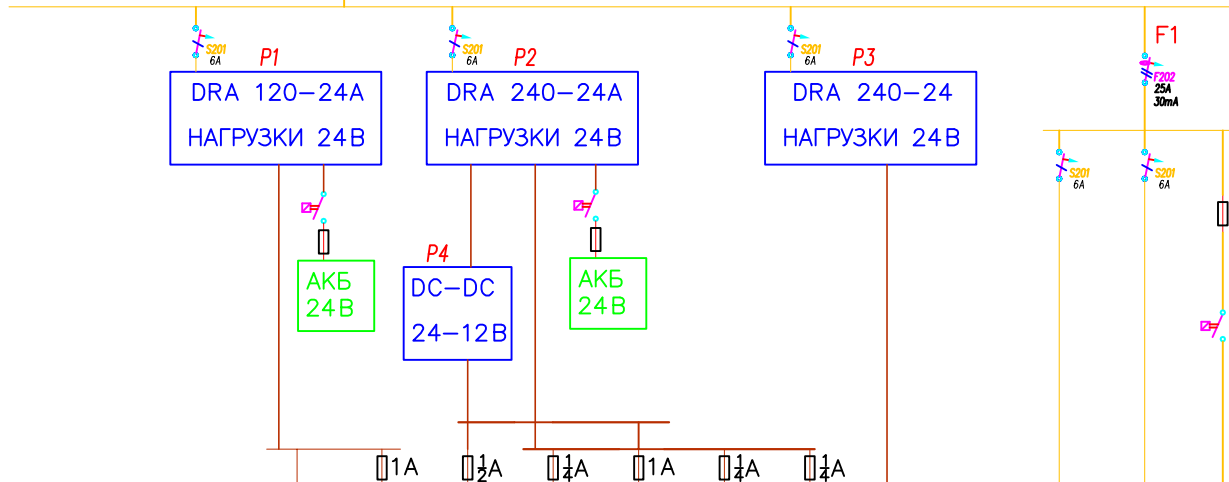 F1
P1
P2
P3
S201
6A
S201
6A
S201
6A
F202
25A
30mA
DRA 120-24A
НАГРУЗКИ 24В
DRA 240-24A
НАГРУЗКИ 24В
DRA 240-24
НАГРУЗКИ 24В
S201
6A
S201
6A
P4
АКБ
24В
DC-DC
24-12В
АКБ
24В
1A
1/2A
1/4A
1A
1/4A
1/4A